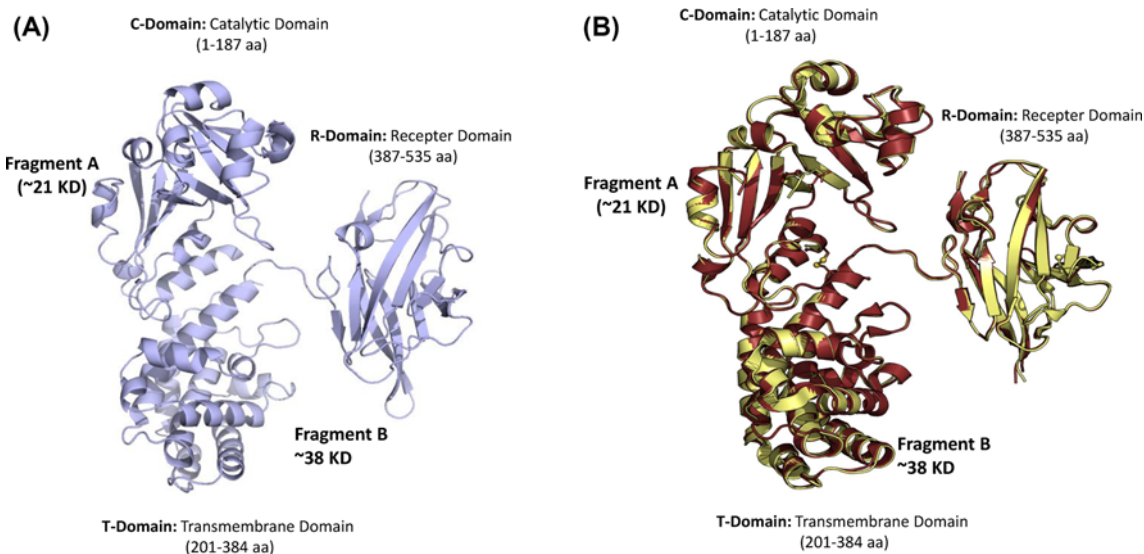 (A)
C-Domain: Catalytic Domain
(1-187 aa)
R-Domain: Recepter Domain
(387-535 aa)
Fragment A
(~21 KD)
Fragment B
~38 KD
T-Domain: Transmembrane Domain
(201-384 aa)
(B)
C-Domain: Catalytic Domain
(1-187 aa)
R-Domain: Recepter Domain
(387-535 aa)
Fragment A
(~21 KD)
Fragment B
~38 KD
T-Domain: Transmembrane Domain
(201-384 aa)